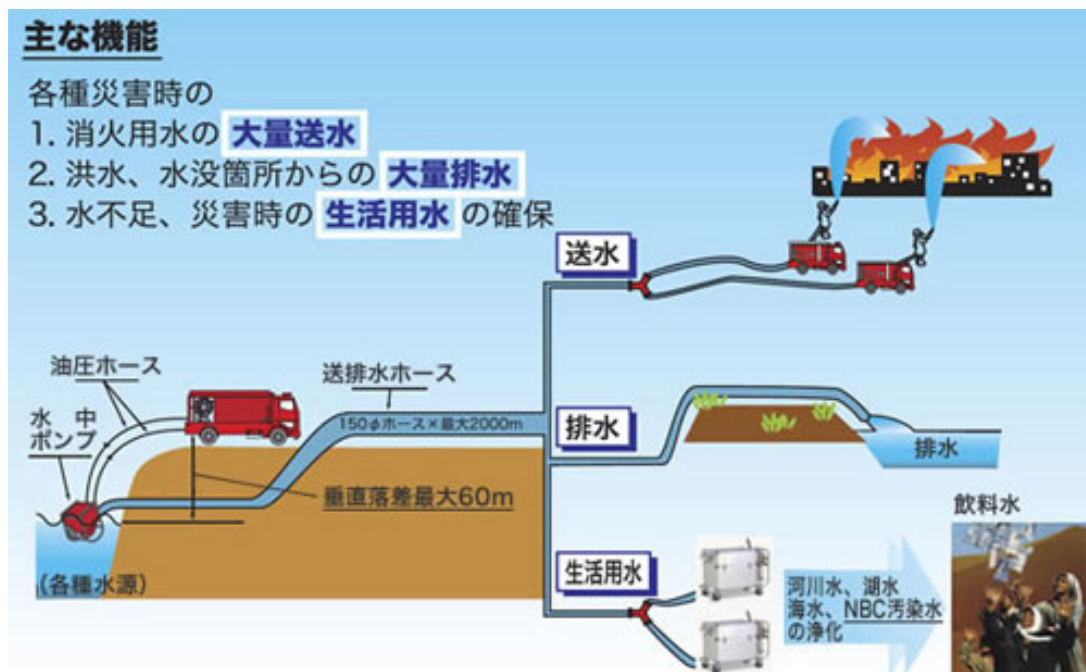 主な機能
各種災害時の
1. 消火用水の 大量送水
2. 洪水、水没箇所からの 大量排水
3. 水不足、災害時の 生活用水 の確保
送水
油圧ホース
送排水ホース
水中
ポンプ
150φホース×最大2000m
排水
排水
垂直落差最大60m
飲料水
(各種水源)
生活用水
河川水、湖水
海水、NBC汚染水
の浄化